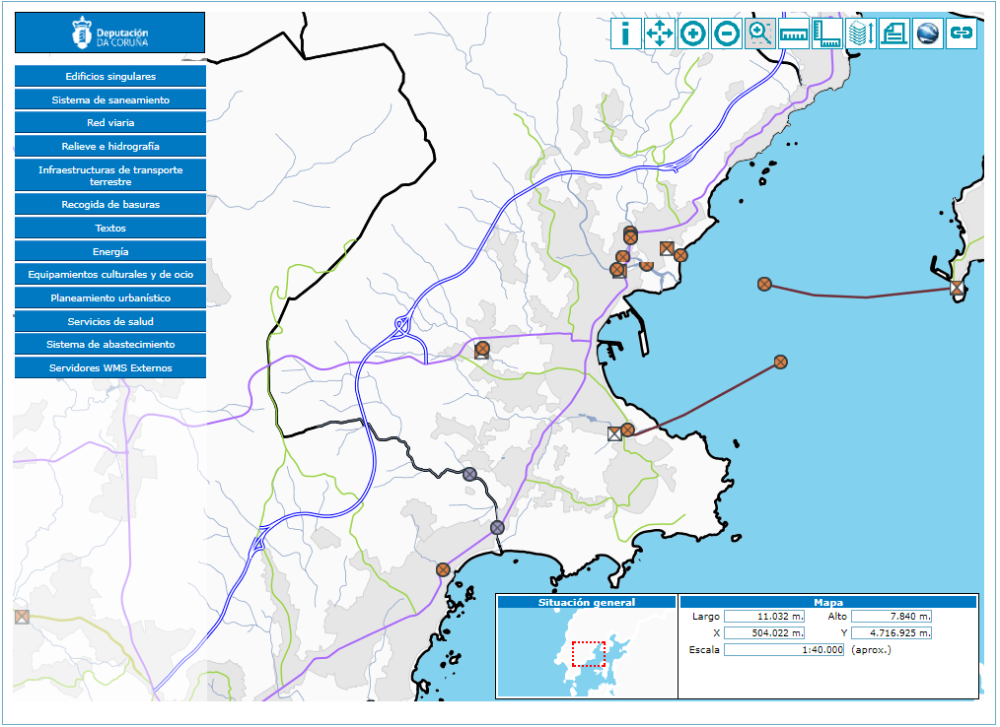 Deputación
DA CORUÑA
Edificios singulares
Sistema de saneamiento
Red viaria
Relieve e hidrografía
Infraestructuras de transporte
terrestre
Recogida de basuras
Textos
Energía
Equipamientos culturales y de ocio
Planeamiento urbanístico
Servicios de salud
Sistema de abastecimiento
Servidores WMS Externos
Situación general
Mapa
Largo 11.032 m. Alto 7.840 m.
X 504.022 m. Y 4.716.925 m.
Escala 1:40.000 (aprox.)